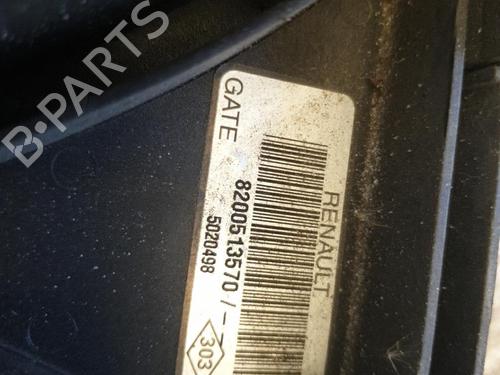 B-PARTS
RENAULT
GATE
8200513570 / -
5020498
303